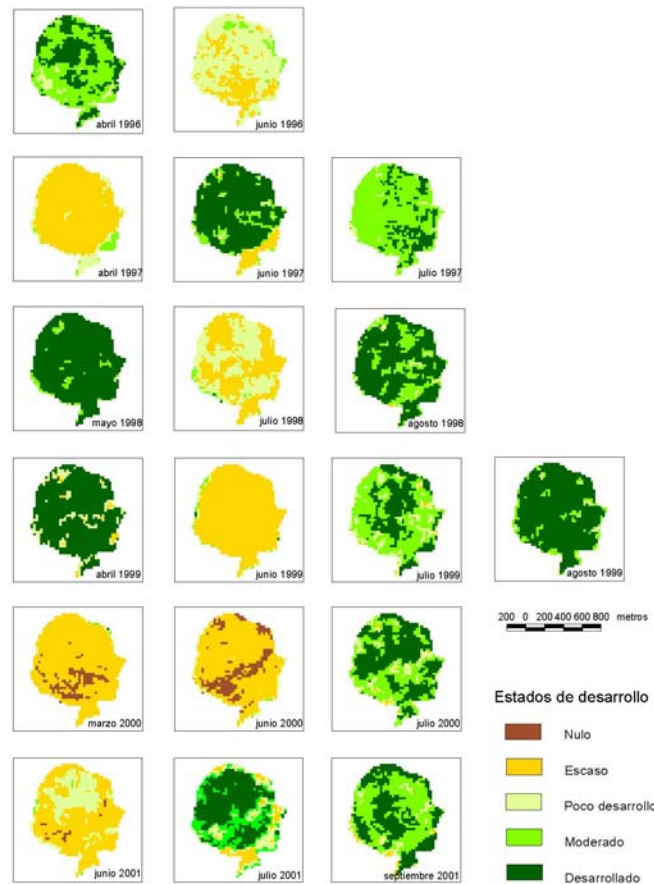 abril 1996
junio 1996
abril 1997
junio 1997
julio 1997
mayo 1998
julio 1998
agosto 1998
abril 1999
junio 1999
julio 1999
agosto 1999
200 0 200 400 600 800 metros
marzo 2000
junio 2000
julio 2000
Estados de desarrollo
Nulo
Escaso
Poco desarrollo
Moderado
Desarrollado
junio 2001
julio 2001
septiembre 2001